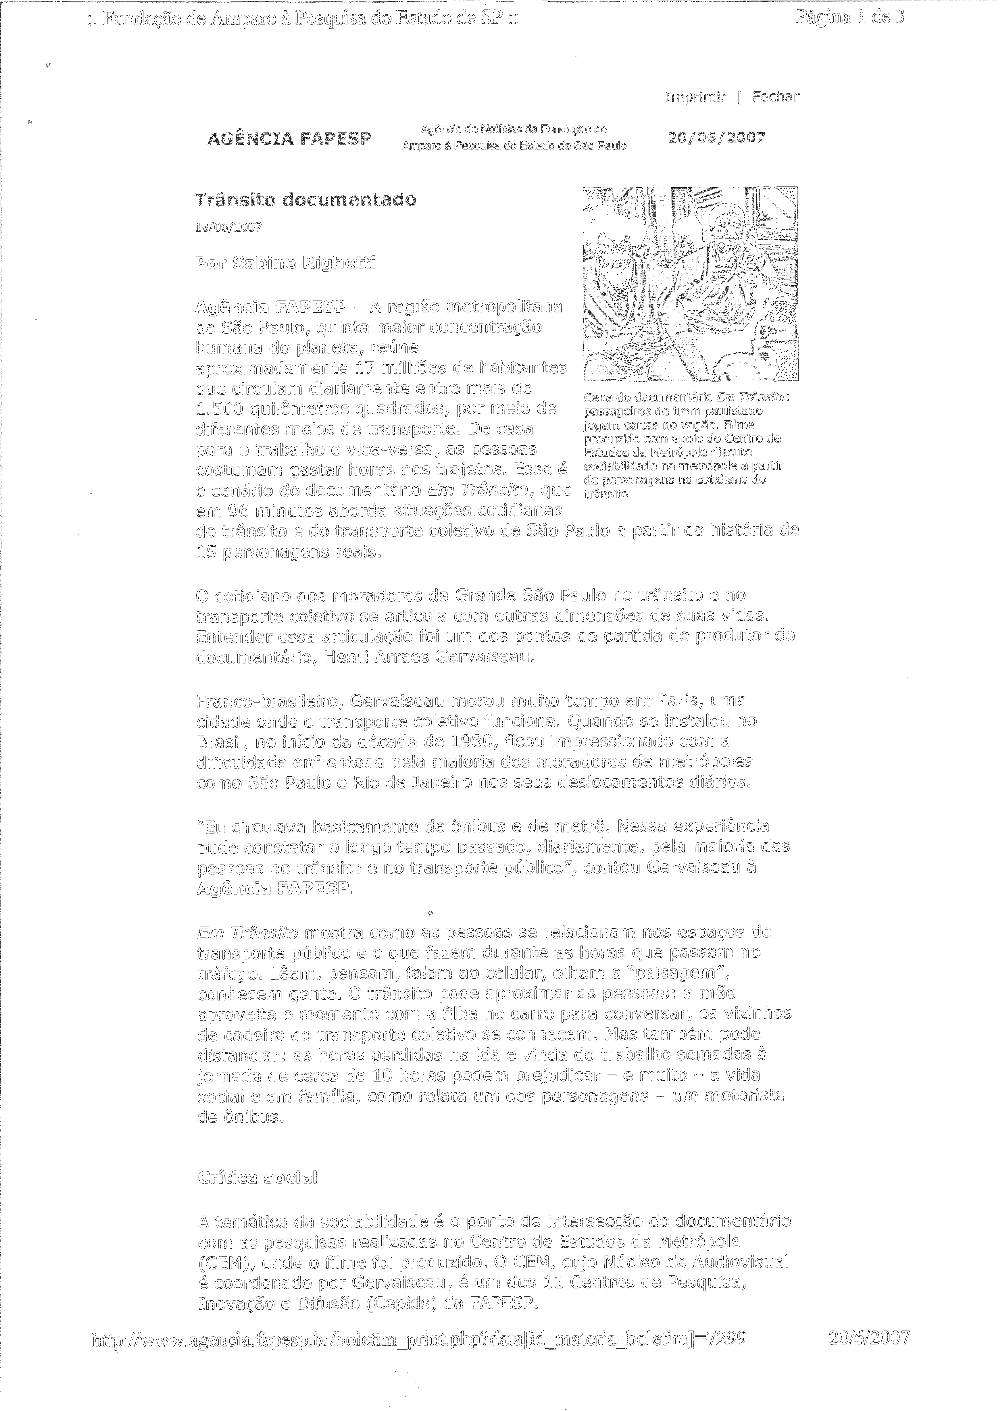 :: Fundação de Amparo à Pesquisa do Estado de SP ::
Página 1 de 3
Imprimir | Fechar
AGÊNCIA FAPESP
Agência de Notícias da Fundação de
Amparo à Pesquisa do Estado de São Paulo
20/06/2007
Trânsito documentado
/2007
Por Sabine Righetti
Agência FAPESP – A região metropolitana
de São Paulo, quinta maior concentração
humana do planeta, reúne
aproximadamente 17 milhões de habitantes
que circulam diariamente entre mais de
1.500 quilômetros quadrados, por meio de
diferentes meios de transporte. De casa
para o trabalho e vice-versa, as pessoas
costumam gastar horas nos trajetos. Esse é
o cenário do documentário Em Trânsito, que
em 96 minutos aborda situações cotidianas
do trânsito e do transporte coletivo de São Paulo a partir da história de
15 personagens reais.
Cena do documentário Em Trânsito:
passageiros de trem paulistano
jogam cartas no vagão. Filme
produzido com apoio do Centro de
Estudos da Metrópole discute
sociabilidade na metrópole a partir
de personagens no cotidiano do
trânsito
O cotidiano dos moradores da Grande São Paulo no trânsito e no
transporte coletivo se articula com outras dimensões de suas vidas.
Entender essa articulação foi um dos pontos de partida do produtor do
documentário, Henri Arraes Gervaiseau.
Franco-brasileiro, Gervaiseau morou muito tempo em Paris, uma
cidade onde o transporte coletivo funciona. Quando se instalou no
Brasil, no início da década de 1980, ficou impressionado com a
dificuldade enfrentada pela maioria dos moradores de metrópoles
como São Paulo e Rio de Janeiro nos seus deslocamentos diários.
"Eu circulava basicamente de ônibus e de metrô. Nessa experiência
pude constatar o longo tempo passado, diariamente, pela maioria das
pessoas no trânsito e no transporte público", contou Gervaiseau à
Agência FAPESP.
Em Trânsito mostra como as pessoas se relacionam nos espaços do
transporte público e o que fazem durante as horas que passam no
tráfego. Lêem, pensam, falam ao celular, olham a "paisagem",
conhecem gente. O trânsito pode aproximar as pessoas: a mãe
aproveita o momento com a filha no carro para conversar, os vizinhos
de cadeira do transporte coletivo se conhecem. Mas também pode
distanciar: as horas perdidas na ida e vinda do trabalho somadas à
jornada de cerca de 10 horas podem prejudicar – e muito – a vida
social e em família, como relata um dos personagens – um motorista
de ônibus.
Crítica social
A temática da sociabilidade é o ponto de intersecção do documentário
com as pesquisas realizadas no Centro de Estudos da Metrópole
(CEM), onde o filme foi produzido. O CEM, cujo Núcleo de Audiovisual
é coordenado por Gervaiseau, é um dos 11 Centros de Pesquisa,
Inovação e Difusão (Cepids) da FAPESP.
http://www.agencia.fapesp.br/boletim_print.php?data[id_materia_boletim]=7299
20/6/2007